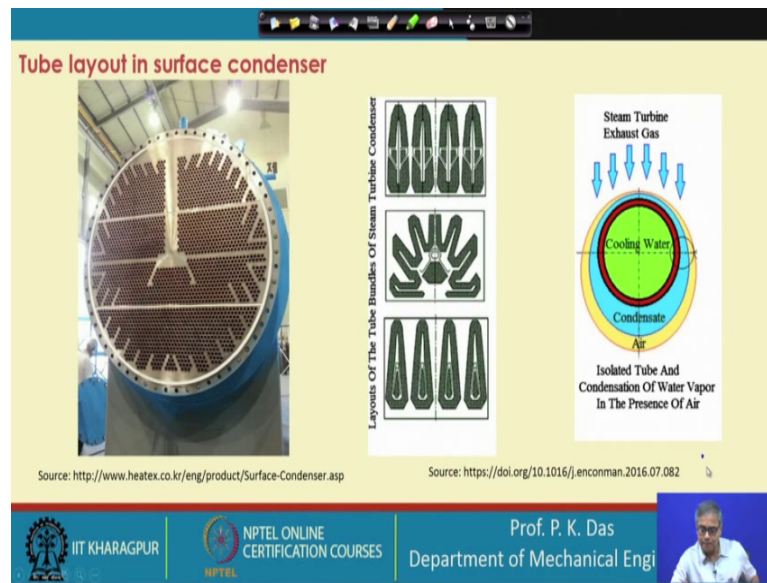 Tube layout in surface condenser
Layouts Of The Tube Bundles Of Steam Turbine Condenser
Steam Turbine
Exhaust Gas
Cooling Water
Condensate
Air
Isolated Tube And
Condensation Of Water Vapor
In The Presence Of Air
Source: http://www.heatex.co.kr/eng/product/Surface-Condenser.asp
Source: https://doi.org/10.1016/j.enconman.2016.07.082
IIT KHARAGPUR
NPTEL
NPTEL ONLINE
CERTIFICATION COURSES
Prof. P. K. Das
Department of Mechanical Engi